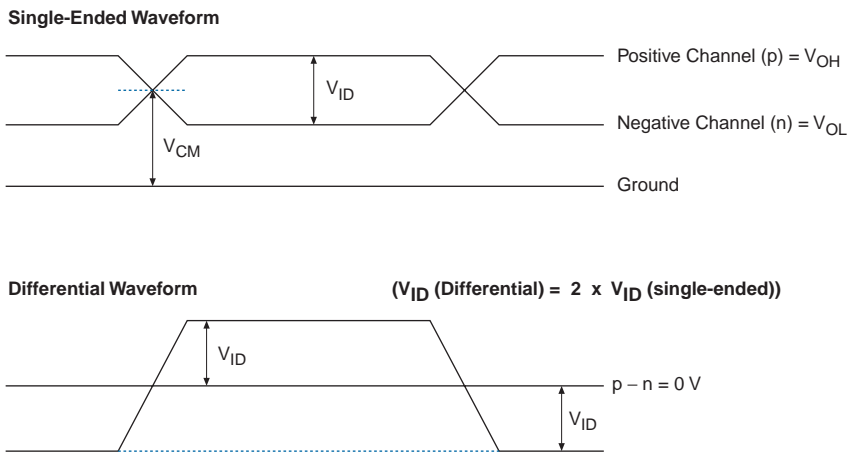 Single-Ended Waveform
Positive Channel (p) = VOH
VID
Negative Channel (n) = VOL
VCM
Ground
Differential Waveform
(VID (Differential) = 2 x VID (single-ended))
VID
p – n = 0 V
VID